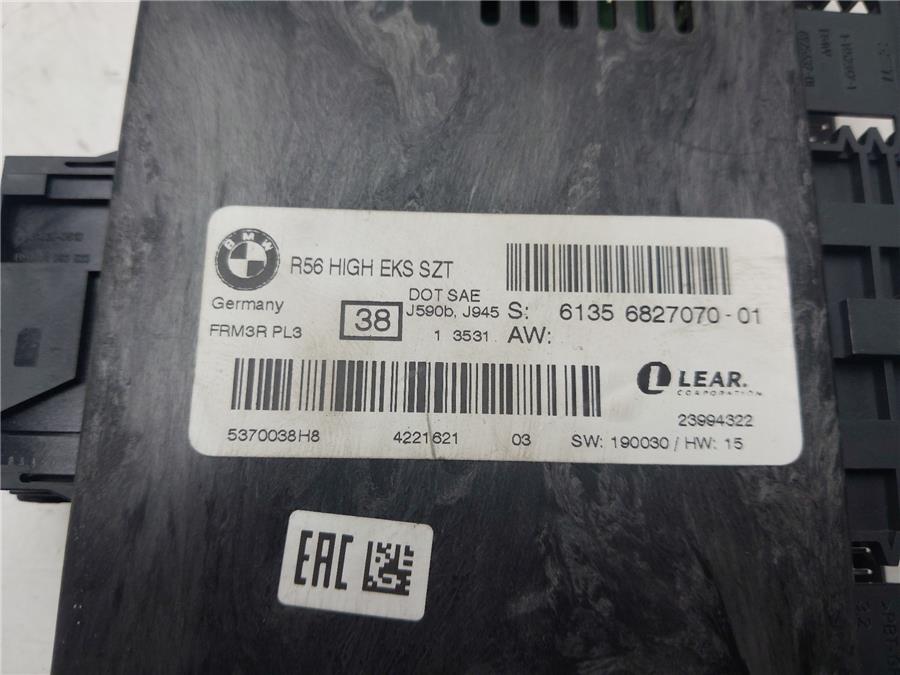 BMW
R56 HIGH EKS SZT
Germany
FRM3R PL3
38
DOT SAE
J590b, J945
1 3531
S: 6135 6827070-01
AW:
LEAR.
CORPORATION
23994322
5370038H8
4221621
03
SW: 190030 / HW: 15
EAC